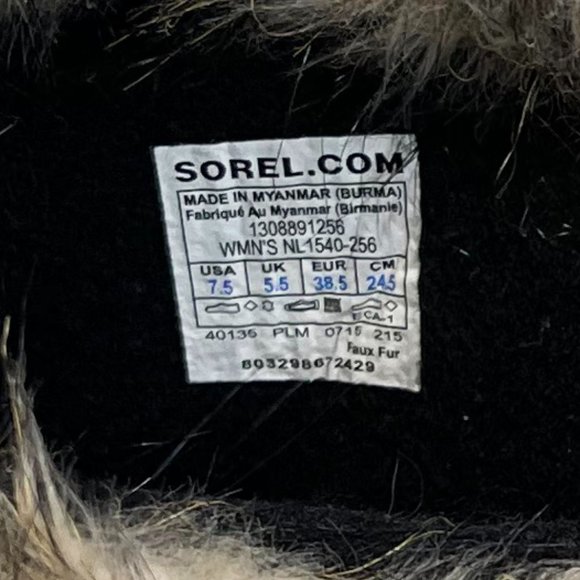 SOREL.COM
MADE IN MYANMAR (BURMA)
Fabriqué Au Myanmar (Birmanie)
1308891256
WMN'S NL1540-256
USA UK EUR CM
7.5 5.5 38.5 24.5
CA-1
40135 PLM 0715 215
Faux Fur
803298672429